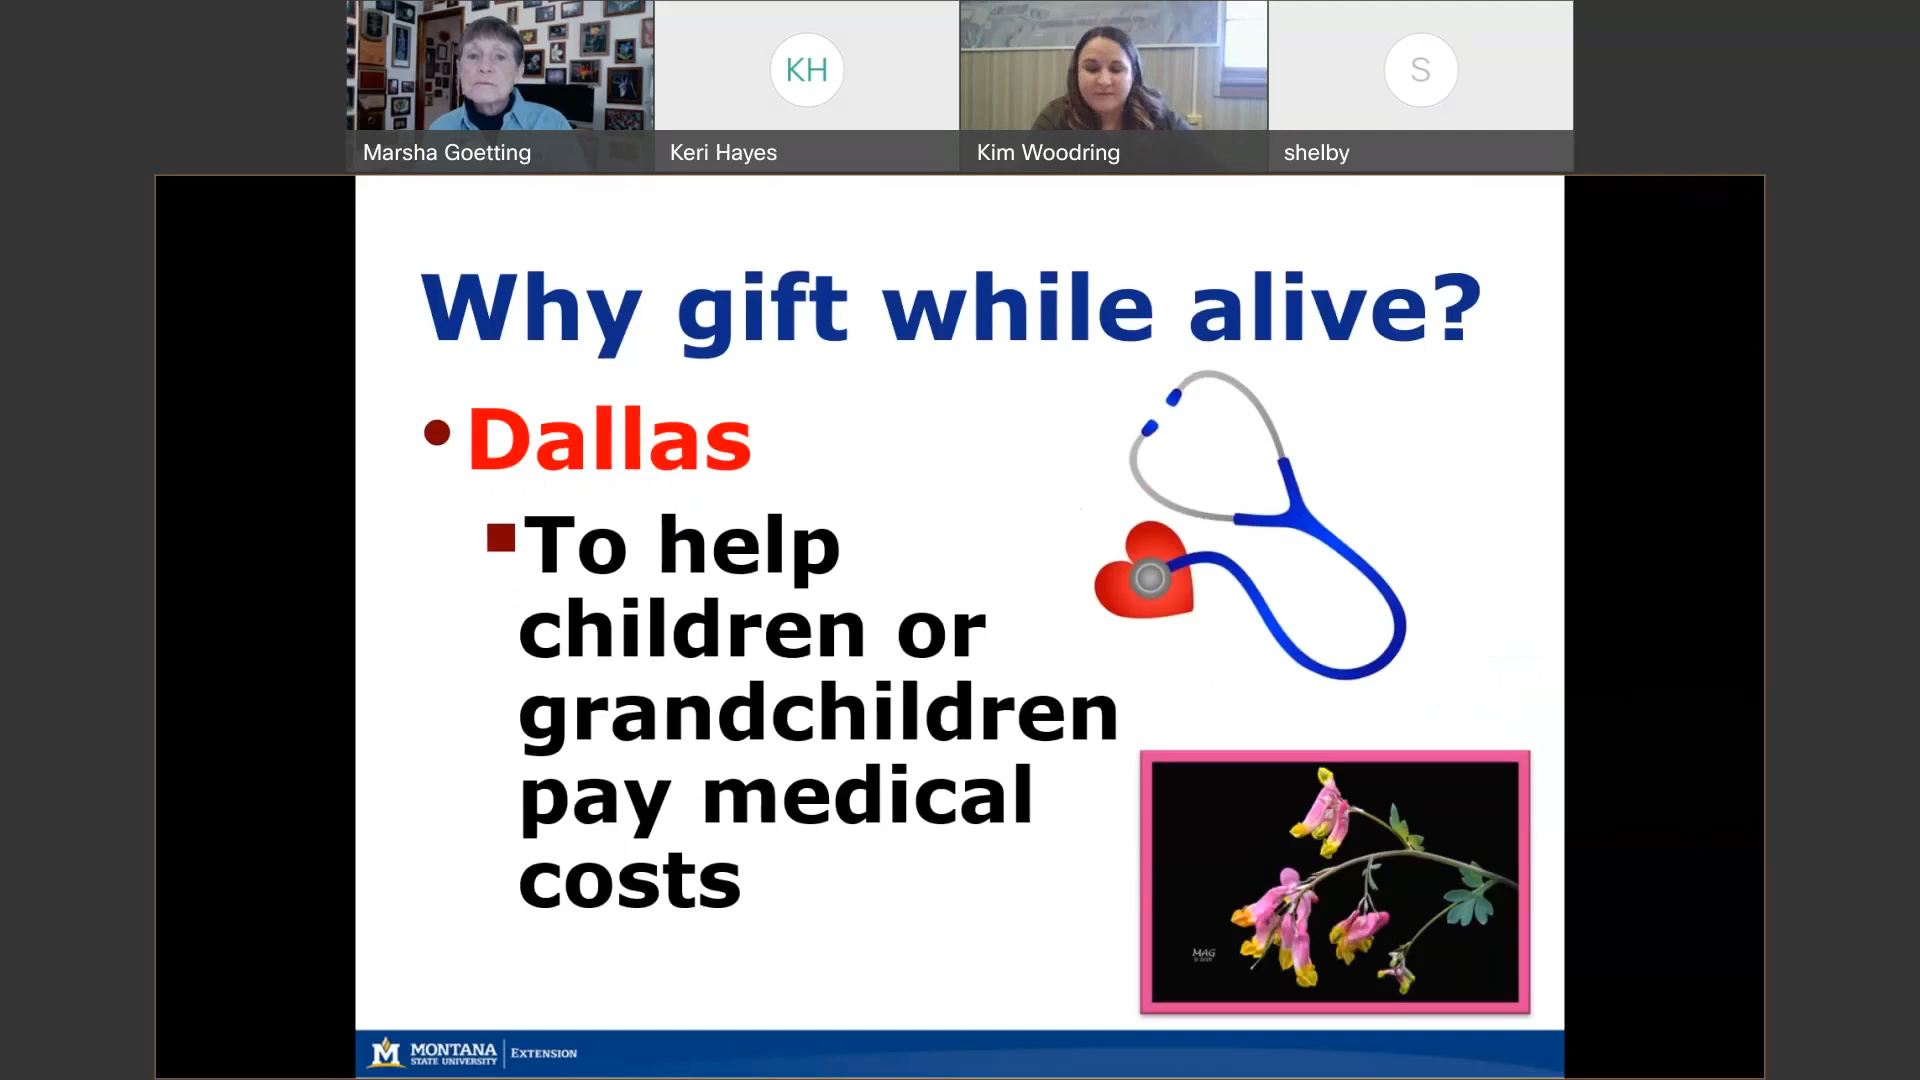 KH
S
Marsha Goetting
Keri Hayes
Kim Woodring
shelby
Why gift while alive?
• Dallas
▪ To help
children or
grandchildren
pay medical
costs
MAG
M MONTANA
STATE UNIVERSITY
EXTENSION